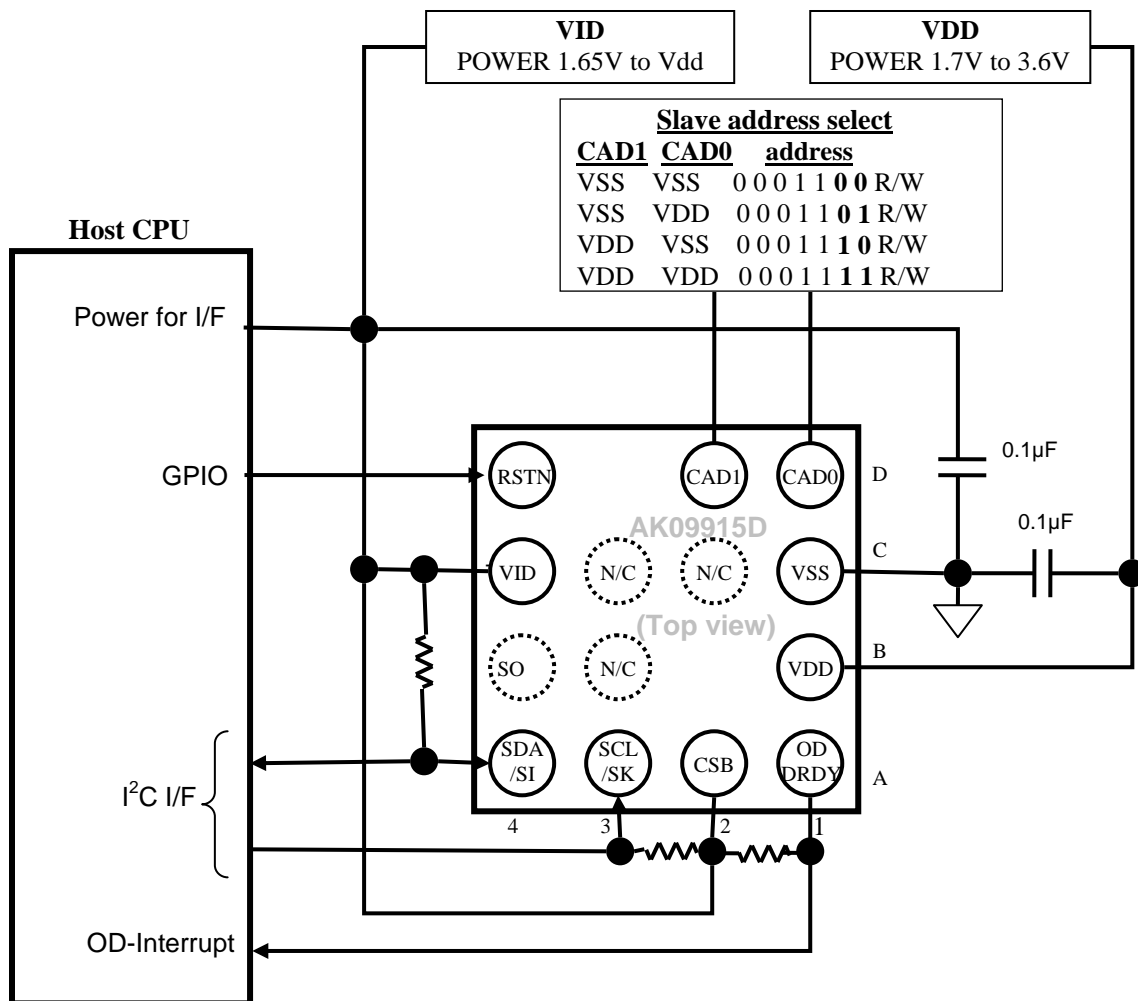 VID
POWER 1.65V to Vdd
VDD
POWER 1.7V to 3.6V
Slave address select
CAD1 CAD0 address
VSS VSS 0 0 0 1 1 0 0 R/W
VSS VDD 0 0 0 1 1 0 1 R/W
VDD VSS 0 0 0 1 1 1 0 R/W
VDD VDD 0 0 0 1 1 1 1 R/W
Host CPU
Power for I/F
GPIO
RSTN
CAD1
CAD0
D
0.1µF
0.1µF
AK09915D
VID
N/C
N/C
VSS
C
(Top view)
SO
N/C
VDD
B
SDA
/SI
SCL
/SK
CSB
OD
DRDY
A
4
3
2
1
I²C I/F
OD-Interrupt